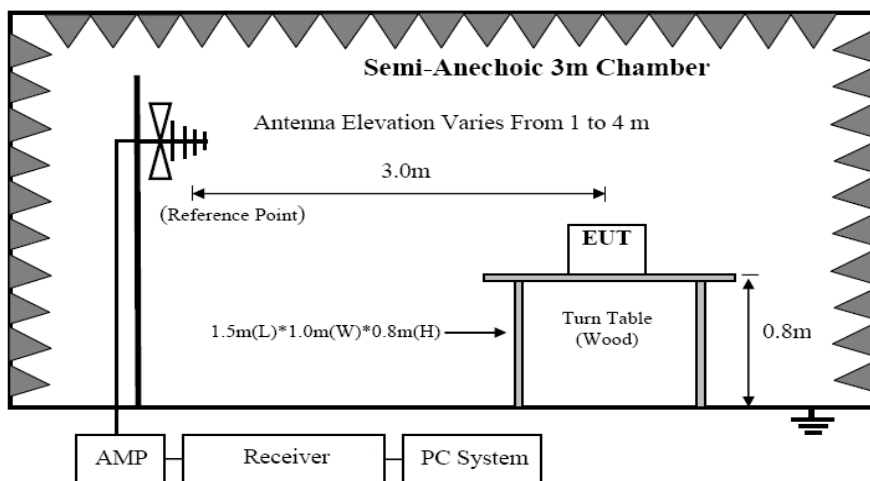 Semi-Anechoic 3m Chamber
Antenna Elevation Varies From 1 to 4 m
3.0m
(Reference Point)
EUT
1.5m(L)*1.0m(W)*0.8m(H)
Turn Table
(Wood)
0.8m
AMP
Receiver
PC System